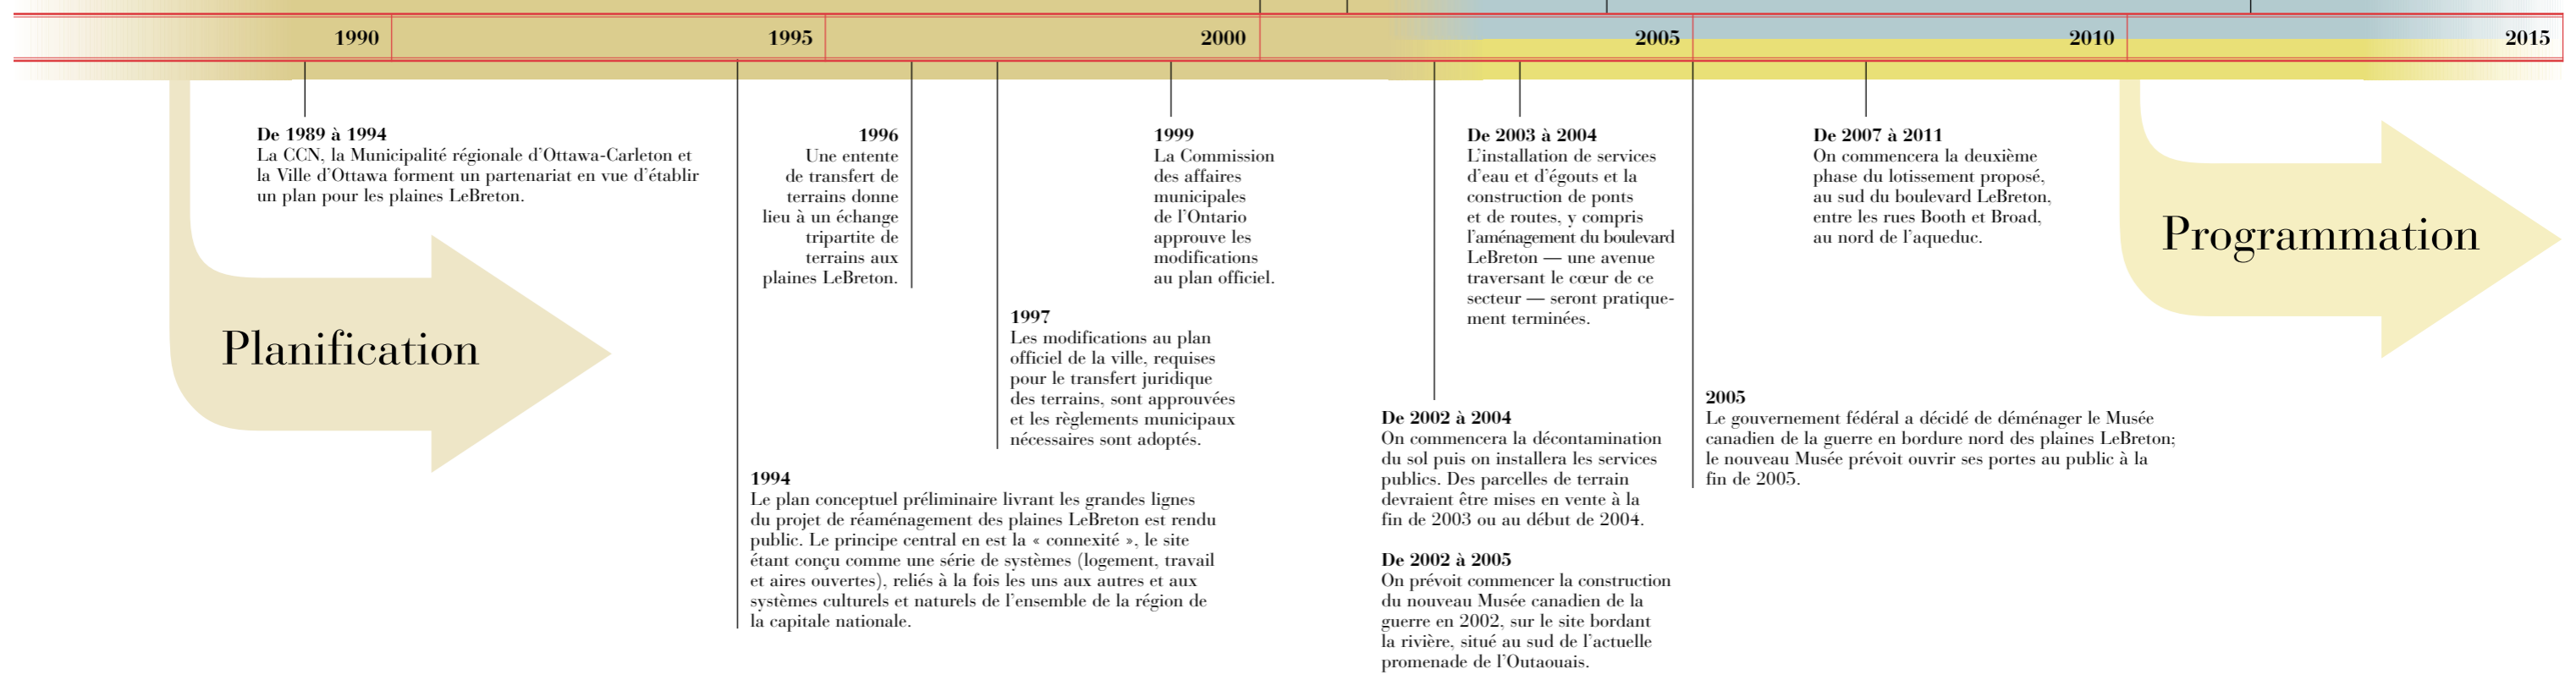 1990
1995
2000
2005
2010
2015
De 1989 à 1994
La CCN, la Municipalité régionale d'Ottawa-Carleton et
la Ville d'Ottawa forment un partenariat en vue d'établir
un plan pour les plaines LeBreton.
Planification
1994
Le plan conceptuel préliminaire livrant les grandes lignes
du projet de réaménagement des plaines LeBreton est rendu
public. Le principe central en est la « connexité », le site
étant conçu comme une série de systèmes (logement, travail
et aires ouvertes), reliés à la fois les uns aux autres et aux
systèmes culturels et naturels de l'ensemble de la région de
la capitale nationale.
1996
Une entente
de transfert de
terrains donne
lieu à un échange
tripartite de
terrains aux
plaines LeBreton.
1997
Les modifications au plan
officiel de la ville, requises
pour le transfert juridique
des terrains, sont approuvées
et les règlements municipaux
nécessaires sont adoptés.
1999
La Commission
des affaires
municipales
de l'Ontario
approuve les
modifications
au plan officiel.
De 2002 à 2004
On commencera la décontamination
du sol puis on installera les services
publics. Des parcelles de terrain
devraient être mises en vente à la
fin de 2003 ou au début de 2004.
De 2002 à 2005
On prévoit commencer la construction
du nouveau Musée canadien de la
guerre en 2002, sur le site bordant
la rivière, situé au sud de l'actuelle
promenade de l'Outaouais.
De 2003 à 2004
L'installation de services
d'eau et d'égouts et la
construction de ponts
et de routes, y compris
l'aménagement du boulevard
LeBreton — une avenue
traversant le cœur de ce
secteur — seront pratique-
ment terminées.
2005
Le gouvernement fédéral a décidé de déménager le Musée
canadien de la guerre en bordure nord des plaines LeBreton;
le nouveau Musée prévoit ouvrir ses portes au public à la
fin de 2005.
De 2007 à 2011
On commencera la deuxième
phase du lotissement proposé,
au sud du boulevard LeBreton,
entre les rues Booth et Broad,
au nord de l'aqueduc.
Programmation